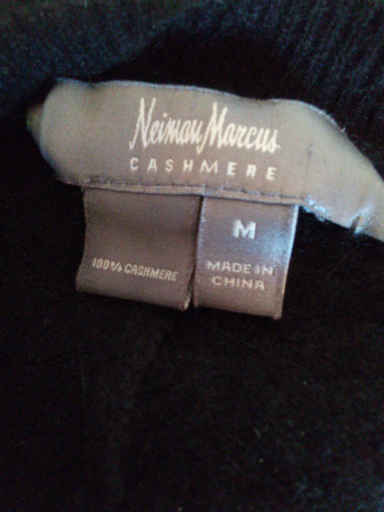 Neiman Marcus
CASHMERE
100% CASHMERE
M
MADE IN
CHINA